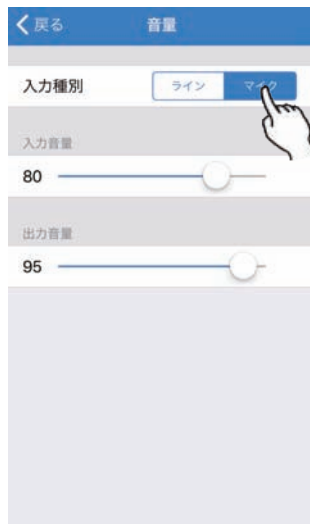 戻る 音量
入力種別 ライン マイク
入力音量
80
出力音量
95